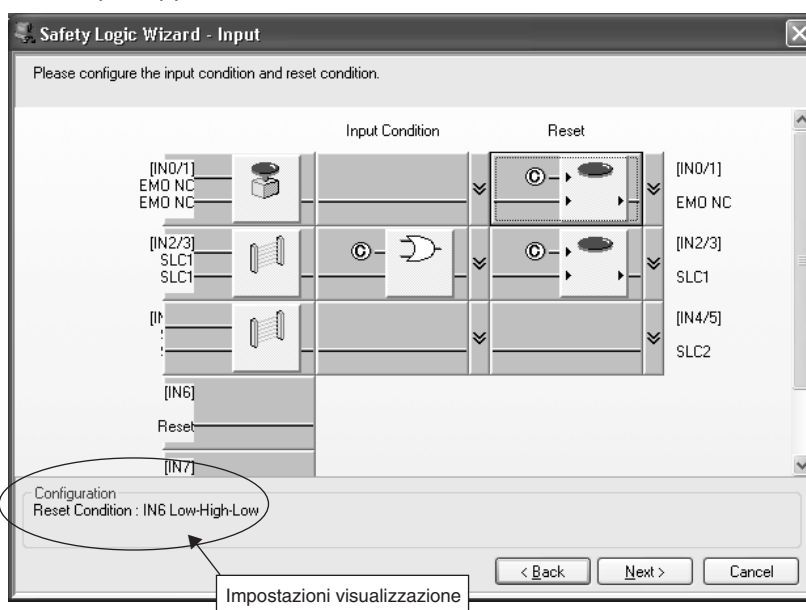 Safety Logic Wizard - Input
Please configure the input condition and reset condition.
Input Condition
Reset
[IN0/1]
EMO NC
EMO NC
C
[IN0/1]
EMO NC
[IN2/3]
SLC1
SLC1
C
C
[IN2/3]
SLC1
[IN4/5]
SLC2
[IN6]
Reset
[IN7]
Configuration
Reset Condition : IN6 Low-High-Low
< Back
Next >
Cancel
Impostazioni visualizzazione